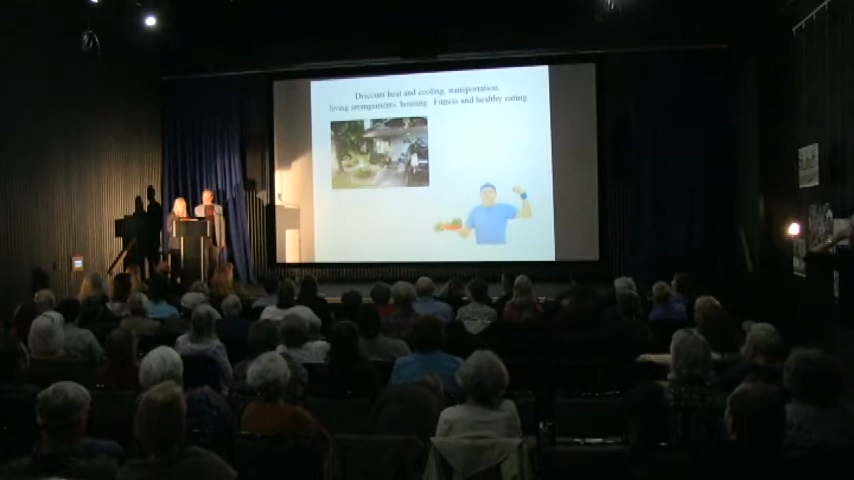 Discount heat and cooling, transportation,
living arrangements, housing Fitness and healthy eating